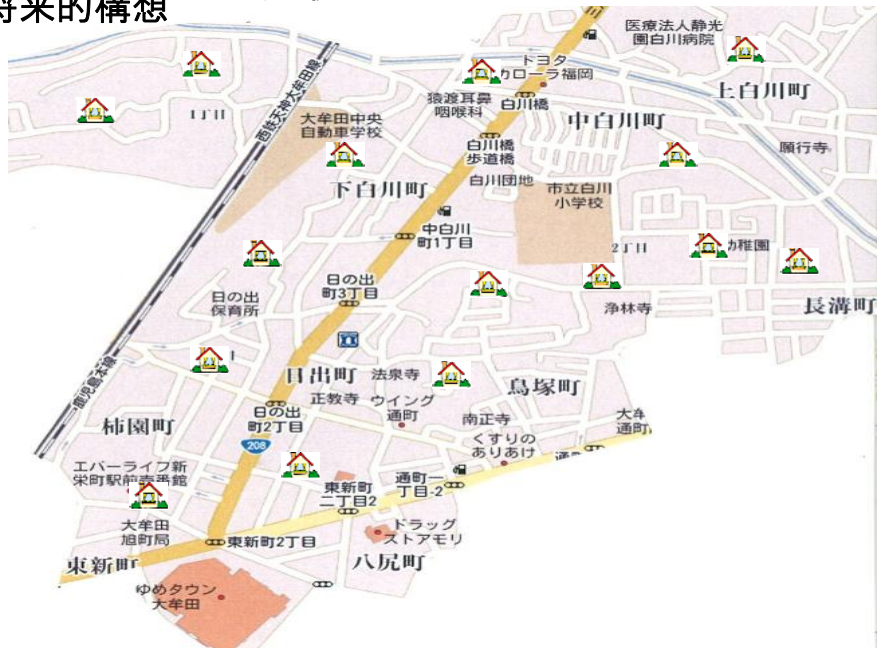 将来的構想
医療法人静光
園白川病院
トヨタ
カローラ福岡
上白川町
西鉄天神大牟田線
1丁目
大牟田中央
自動車学校
猿渡耳鼻
咽喉科
白川橋
中白川町
白川橋
歩道橋
願行寺
下白川町
白川団地
市立白川
小学校
中白川
町1丁目
2丁目
幼稚園
日の出
町3丁目
日の出
保育所
浄林寺
長溝町
鹿児島本線
日出町
法泉寺
鳥塚町
正教寺
ウイング
通町
柿園町
日の出
町2丁目
南正寺
大牟
通町
208
くすりの
ありあけ
エバーライフ新
栄町駅前壱番館
東新町
二丁目2
通町一
丁目-2
大牟田
旭町局
東新町2丁目
ドラッグ
ストアモリ
東新町
八尻町
ゆめタウン
大牟田